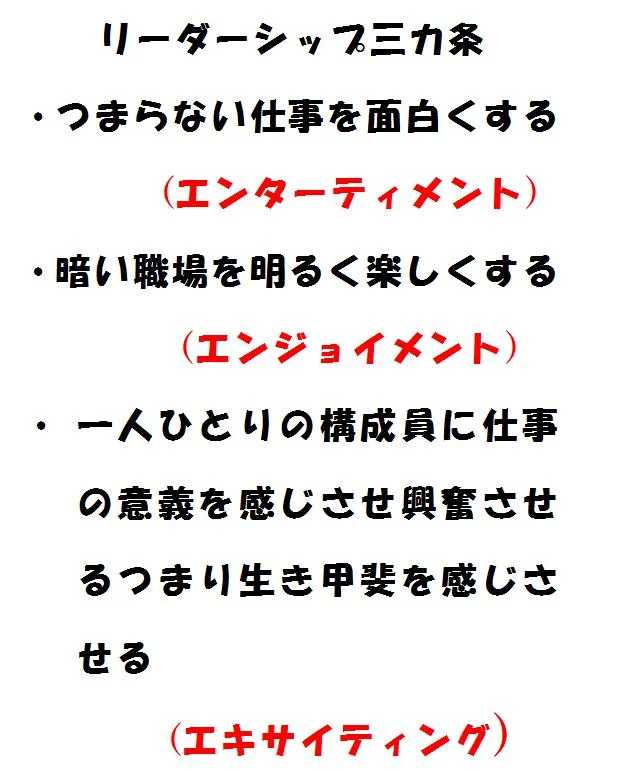 リーダーシップ三カ条
・つまらない仕事を面白くする
(エンターティメント)
・暗い職場を明るく楽しくする
(エンジョイメント)
・ 一人ひとりの構成員に仕事
の意義を感じさせ興奮させ
るつまり生き甲斐を感じさ
せる
(エキサイティング)